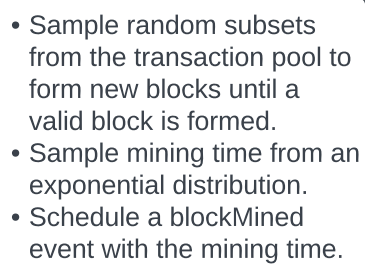 • Sample random subsets
from the transaction pool to
form new blocks until a
valid block is formed.
• Sample mining time from an
exponential distribution.
• Schedule a blockMined
event with the mining time.